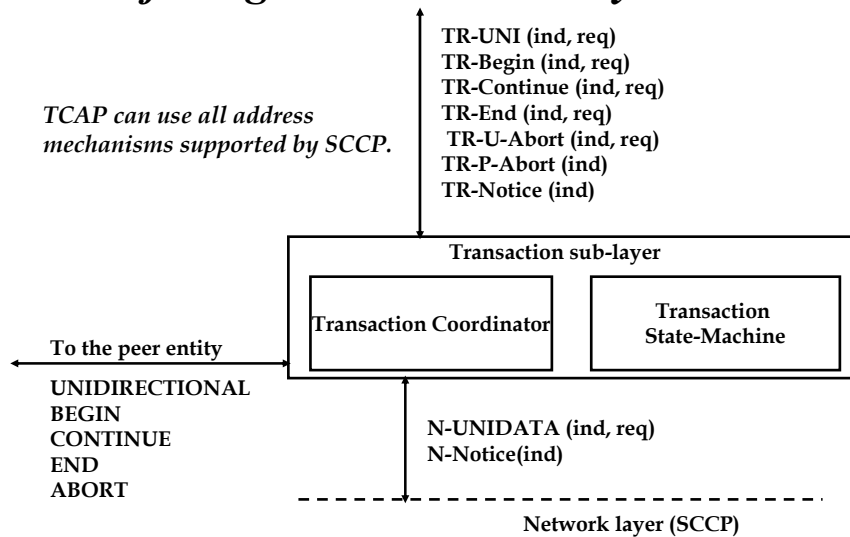 TR-UNI (ind, req)
TR-Begin (ind, req)
TR-Continue (ind, req)
TR-End (ind, req)
TR-U-Abort (ind, req)
TR-P-Abort (ind)
TR-Notice (ind)
TCAP can use all address
mechanisms supported by SCCP.
Transaction sub-layer
Transaction Coordinator
Transaction
State-Machine
To the peer entity
UNIDIRECTIONAL
BEGIN
CONTINUE
END
ABORT
N-UNIDATA (ind, req)
N-Notice(ind)
Network layer (SCCP)